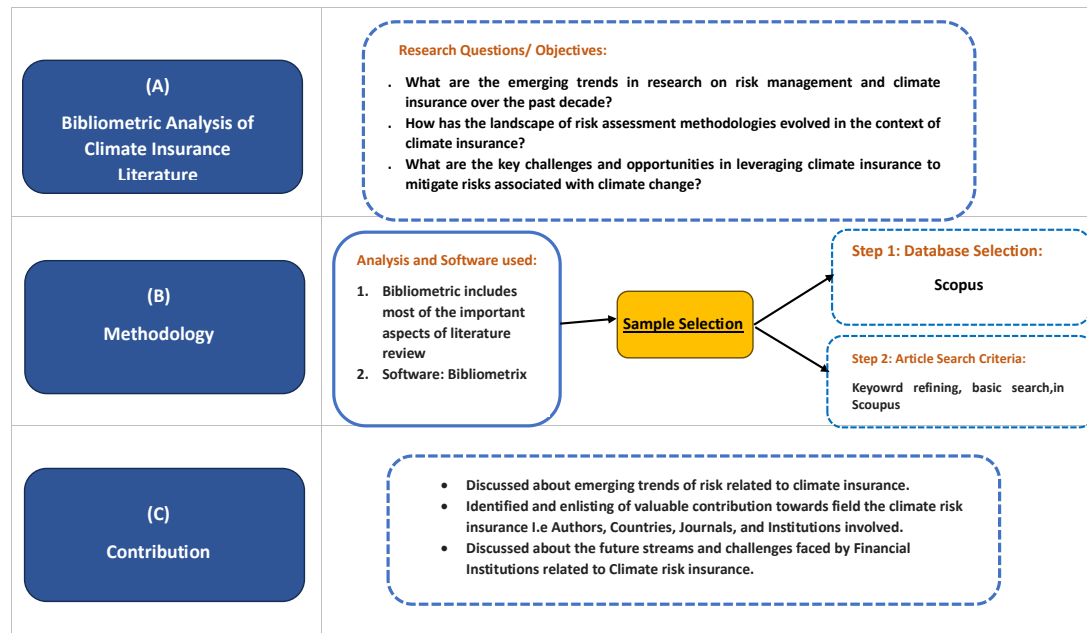 (A)
Bibliometric Analysis of
Climate Insurance
Literature
Research Questions/ Objectives:
. What are the emerging trends in research on risk management and climate
insurance over the past decade?
. How has the landscape of risk assessment methodologies evolved in the context of
climate insurance?
. What are the key challenges and opportunities in leveraging climate insurance to
mitigate risks associated with climate change?
(B)
Methodology
Analysis and Software used:
1. Bibliometric includes
most of the important
aspects of literature
review
2. Software: Bibliometrix
Sample Selection
Step 1: Database Selection:
Scopus
Step 2: Article Search Criteria:
Keyowrd refining, basic search,in
Scoupus
(C)
Contribution
• Discussed about emerging trends of risk related to climate insurance.
• Identified and enlisting of valuable contribution towards field the climate risk
insurance I.e Authors, Countries, Journals, and Institutions involved.
• Discussed about the future streams and challenges faced by Financial
Institutions related to Climate risk insurance.